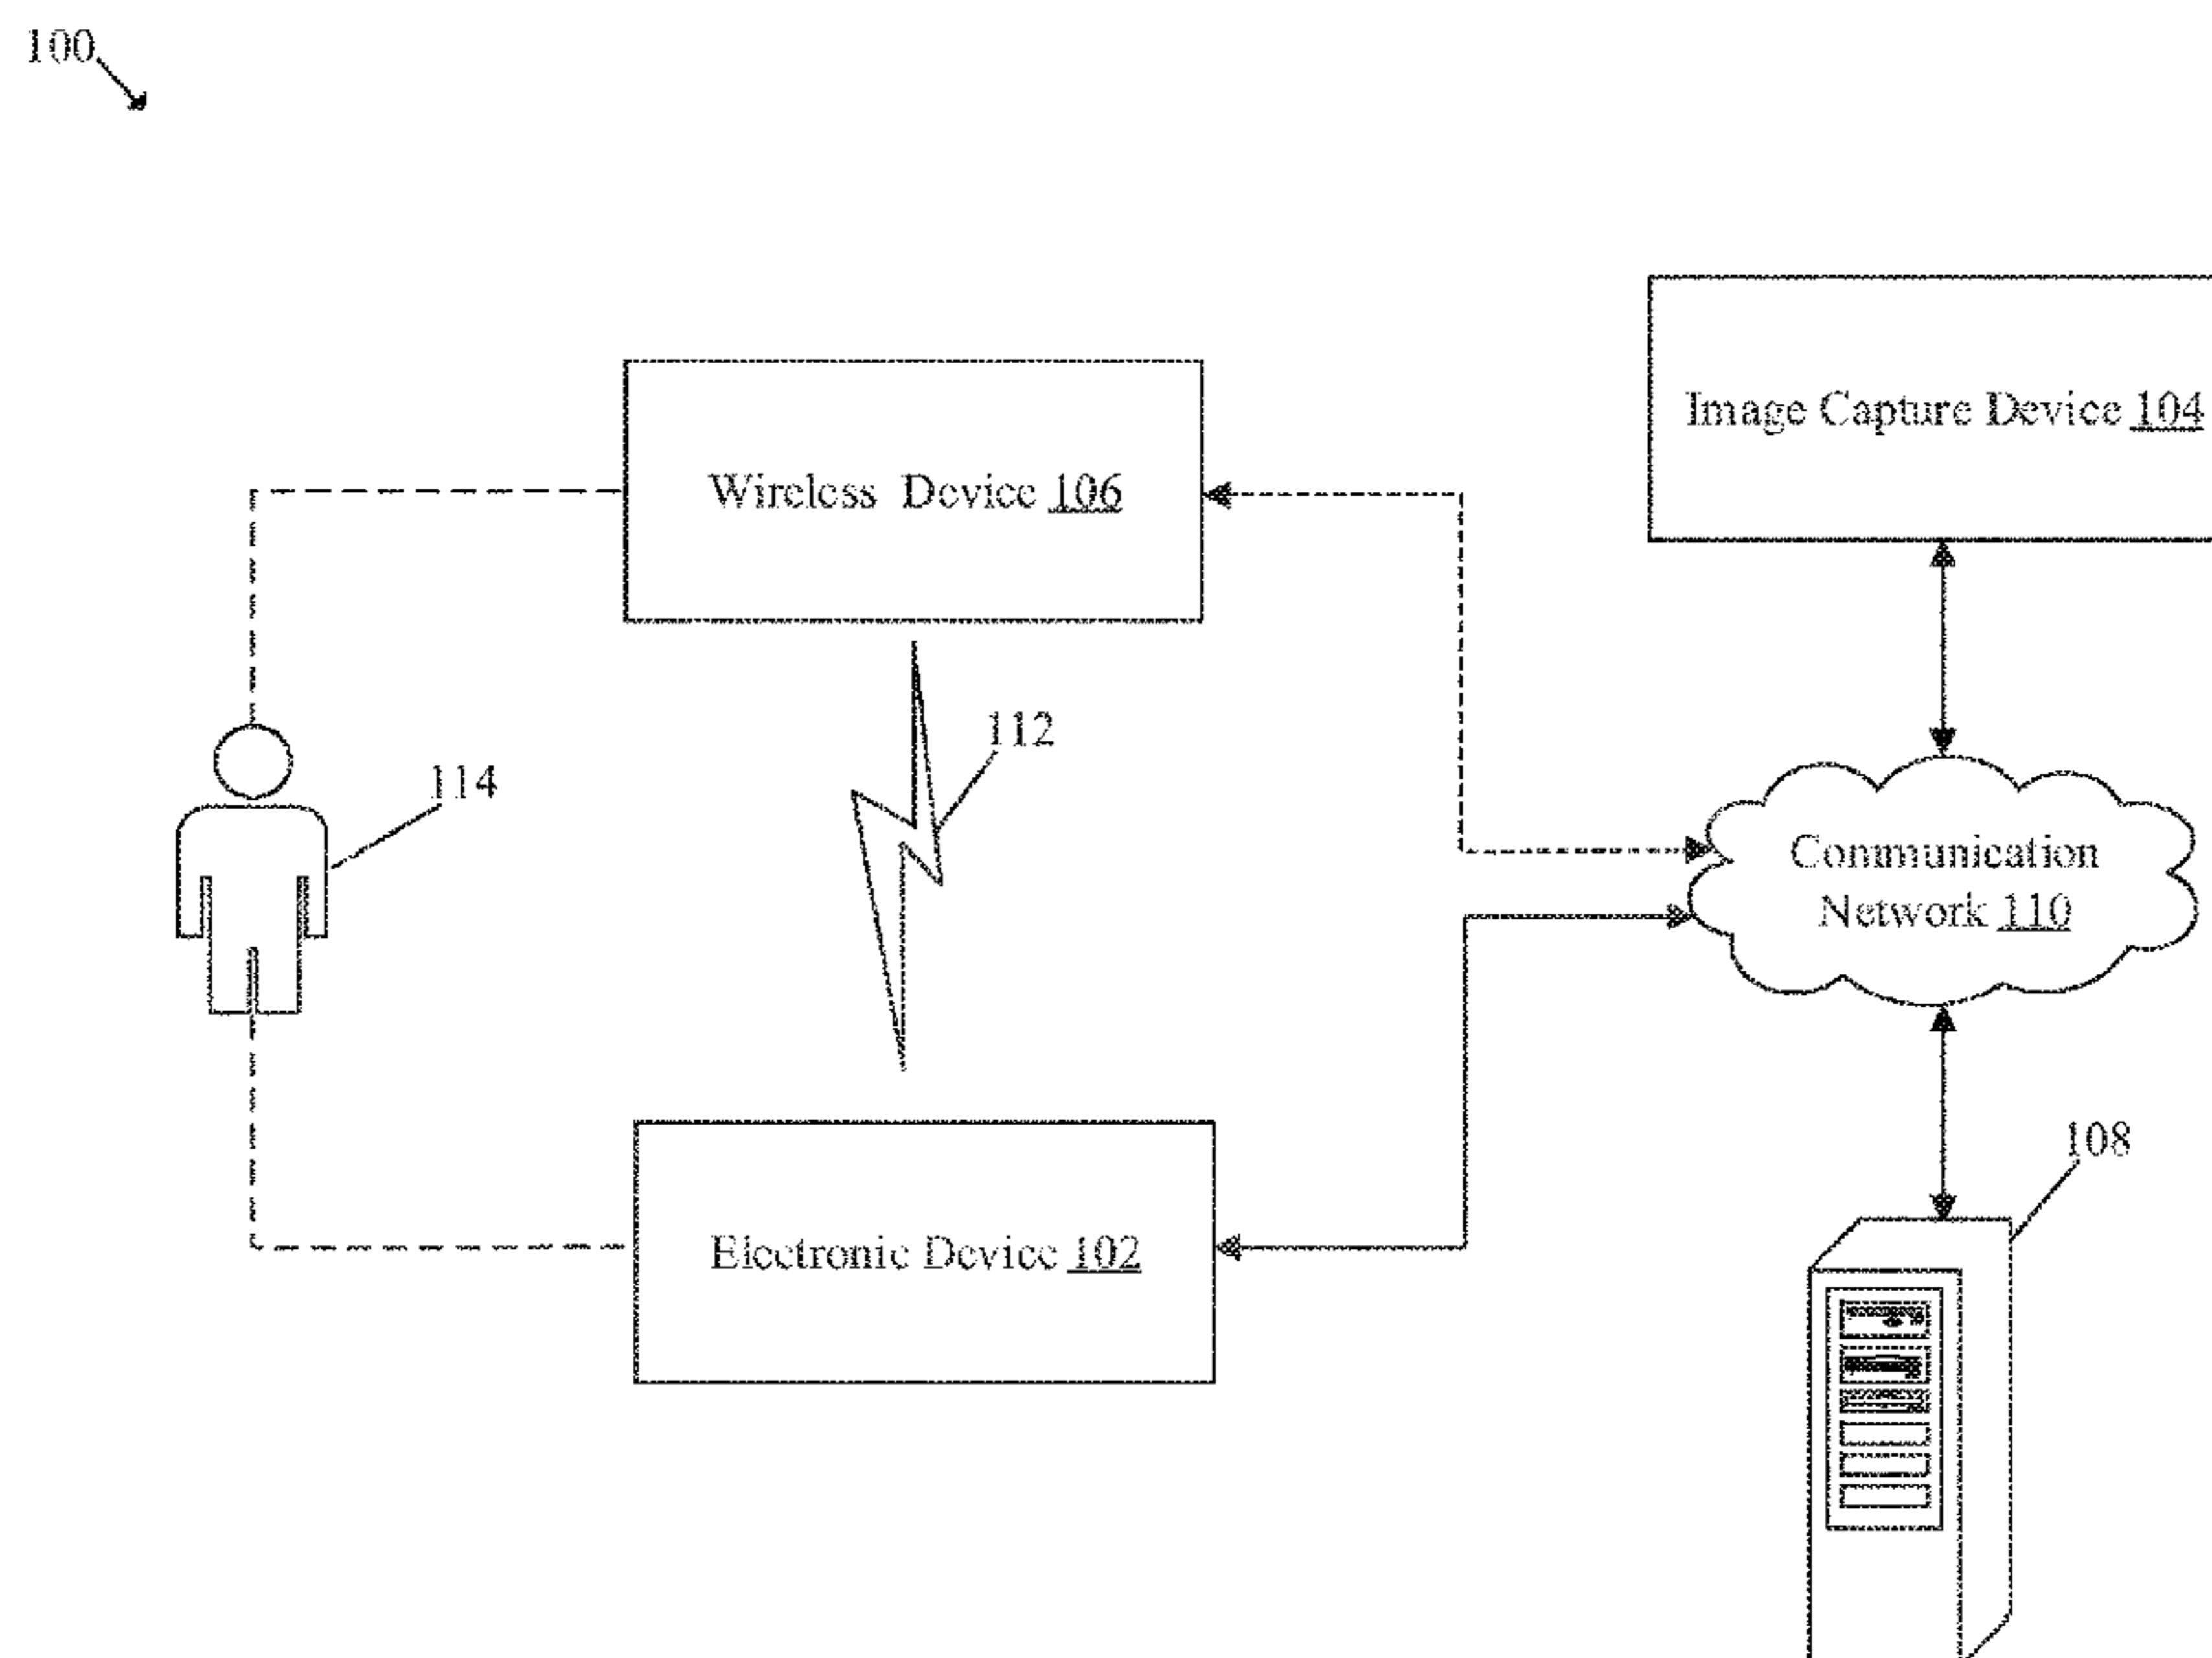 100
Image Capture Device 104
Wireless Device 106
112
114
Communication
Network 110
108
Electronic Device 102